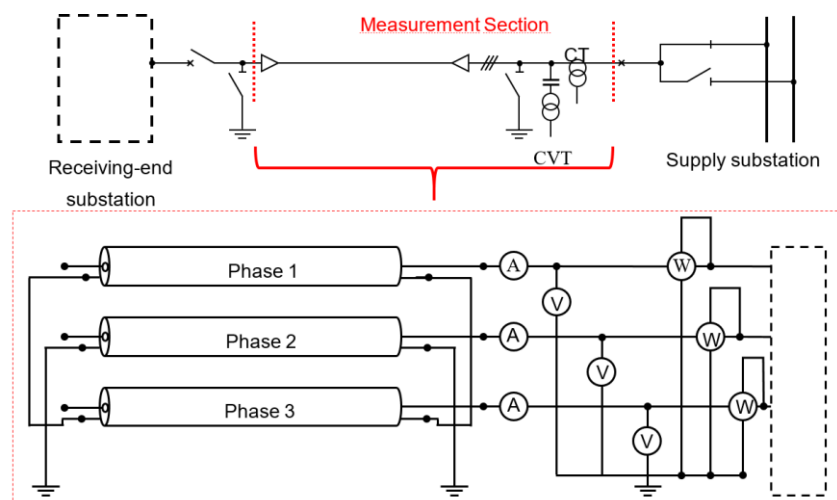 Measurement Section
CT
CVT
Receiving-end
substation
Supply substation
Phase 1
A
W
V
Phase 2
A
W
V
Phase 3
A
W
V